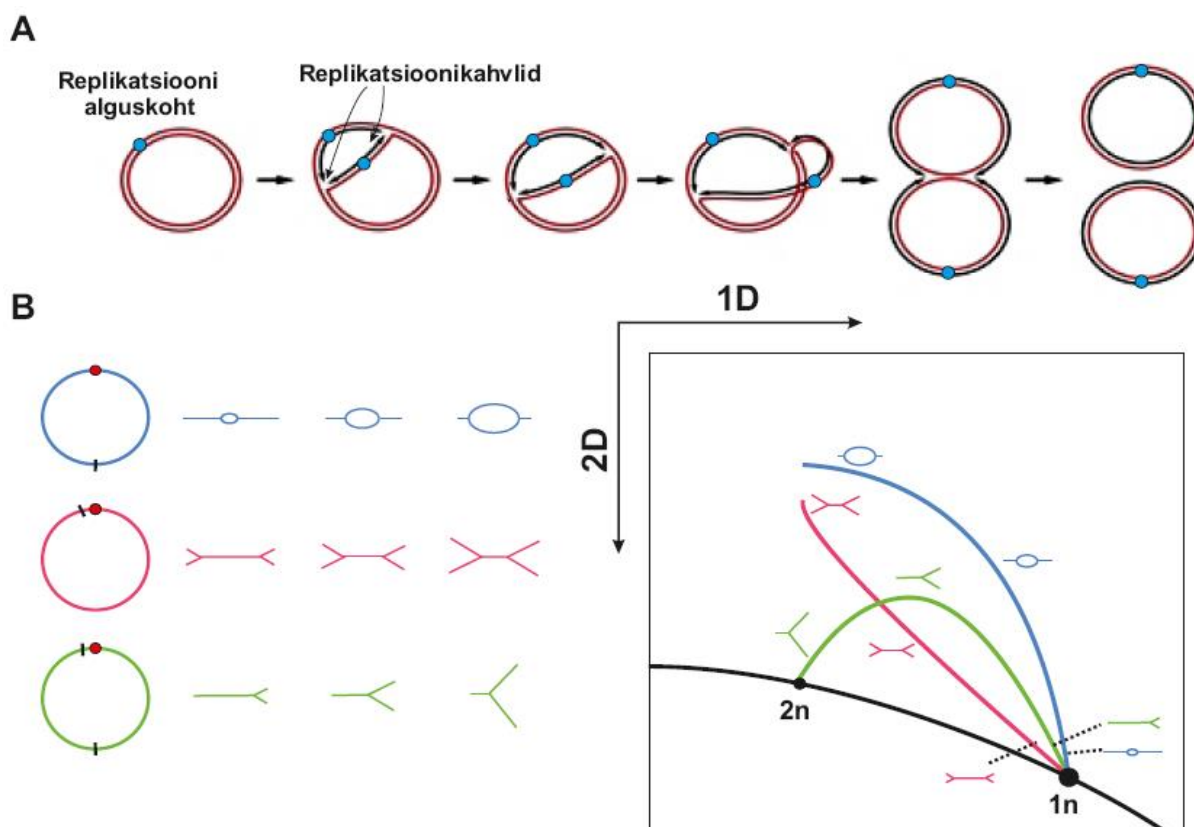 A
Replikatsiooni
alguskoht
Replikatsioonikahvlid
B
1D
2D
2n
1n